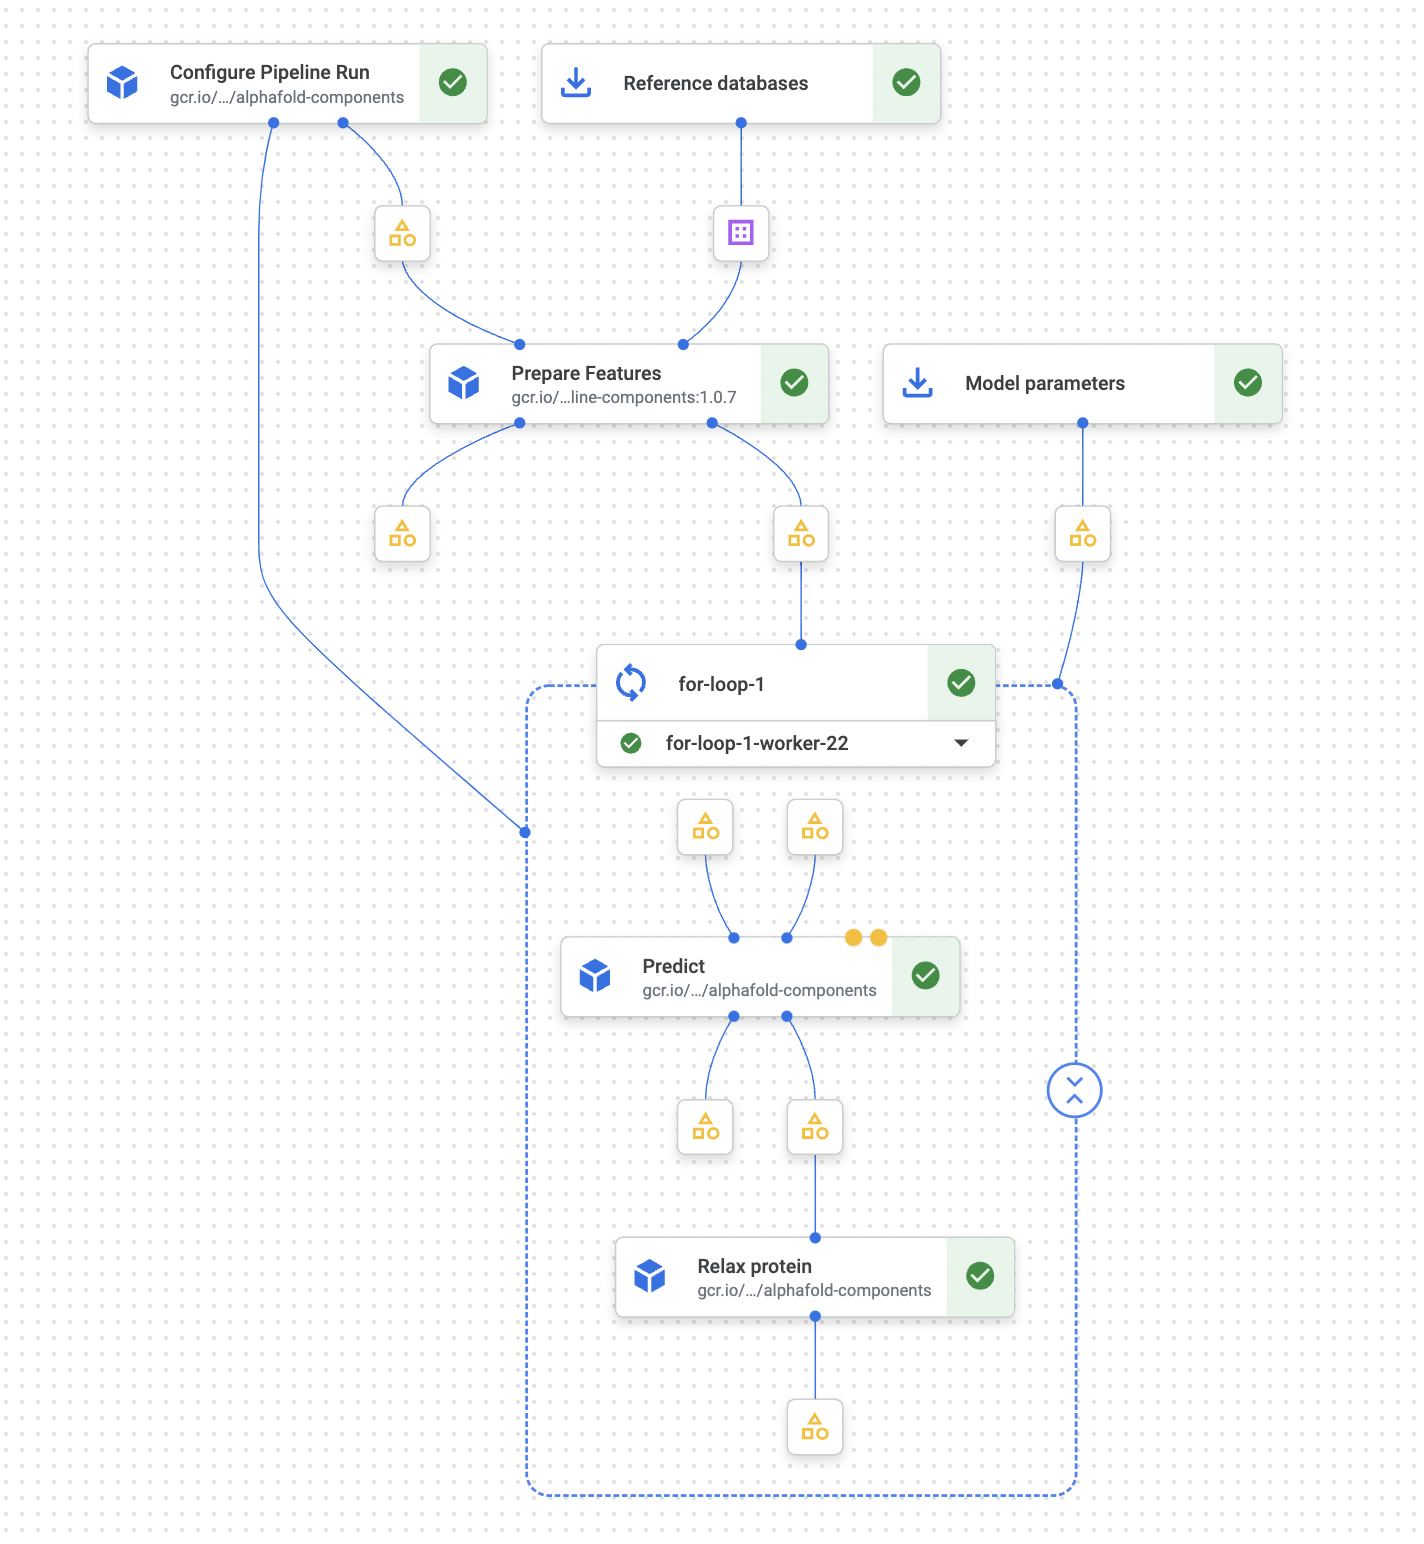 Configure Pipeline Run
gcr.io/.../alphafold-components
Reference databases
Prepare Features
gcr.io/...line-components:1.0.7
Model parameters
for-loop-1
for-loop-1-worker-22
Predict
gcr.io/.../alphafold-components
Relax protein
gcr.io/.../alphafold-components